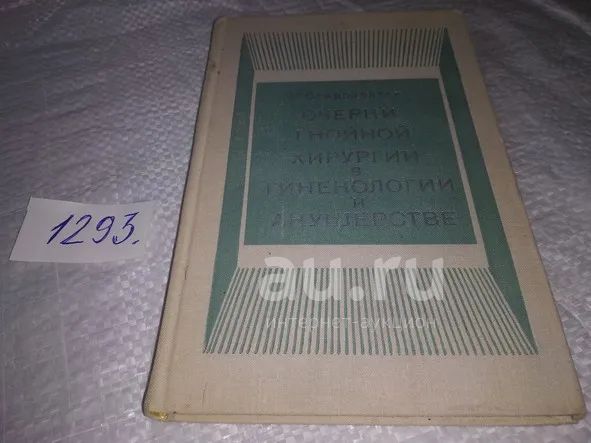 1293.
ОЧЕРКИ
ГНОЙНОЙ
ХИРУРГИИ
В
ГИНЕКОЛОГИИ
И
АКУШЕРСТВЕ
au.ru
интернет-аукцион